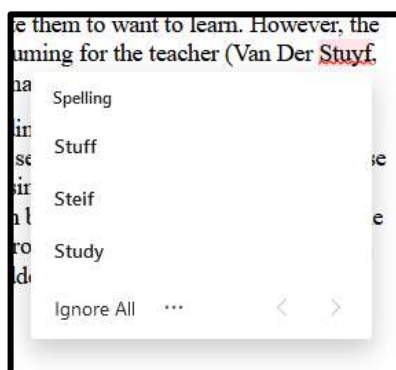 te them to want to learn. However, the
uming for the teacher (Van Der Stuyf,
Spelling
Stuff
Steif
Study
Ignore All ...